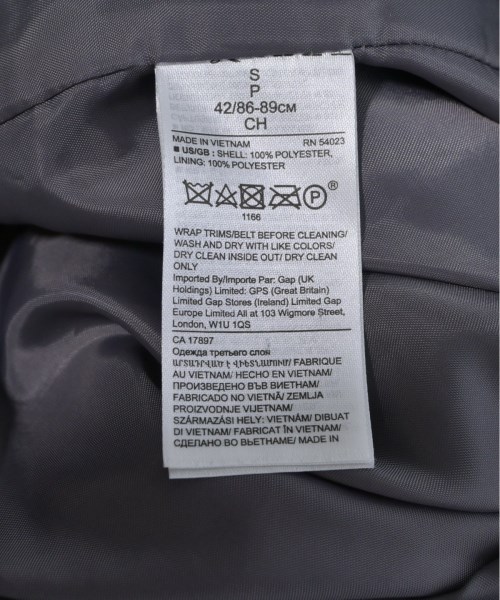 S
P
42/86-89см
CH
MADE IN VIETNAM RN 54023
■ US/GB : SHELL: 100% POLYESTER,
LINING: 100% POLYESTER
P ®
1166
WRAP TRIMS/BELT BEFORE CLEANING/
WASH AND DRY WITH LIKE COLORS/
DRY CLEAN INSIDE OUT/ DRY CLEAN
ONLY
Imported by/Importe Par: Gap (UK
Holdings) Limited: GPS (Great Britain)
Limited Gap Stores (Ireland) Limited Gap
Europe Limited All at 103 Wigmore Street,
London, W1U 1QS
CA 17897
Одежда третьего слоя
ԱՐՏԱԴՐՎԱԾ Է ՎԻԵՏՆԱՄՈՒՄ/ FABRIQUE
AU VIETNAM/ HECHO EN VIETNAM/
ПРОИЗВЕДЕНО ВЪВ ВИЕТНАМ/
FABRICADO NO VIETNÃ/ ZEMLJA
PROIZVODNJE VIJETNAM/
SZÁRMAZÁSI HELY: VIETNÁM/ DIBUAT
DI VIETNAM/ FABRICAT ÎN VIETNAM/
СДЕЛАНО ВО ВЬЕТНАМЕ/ MADE IN